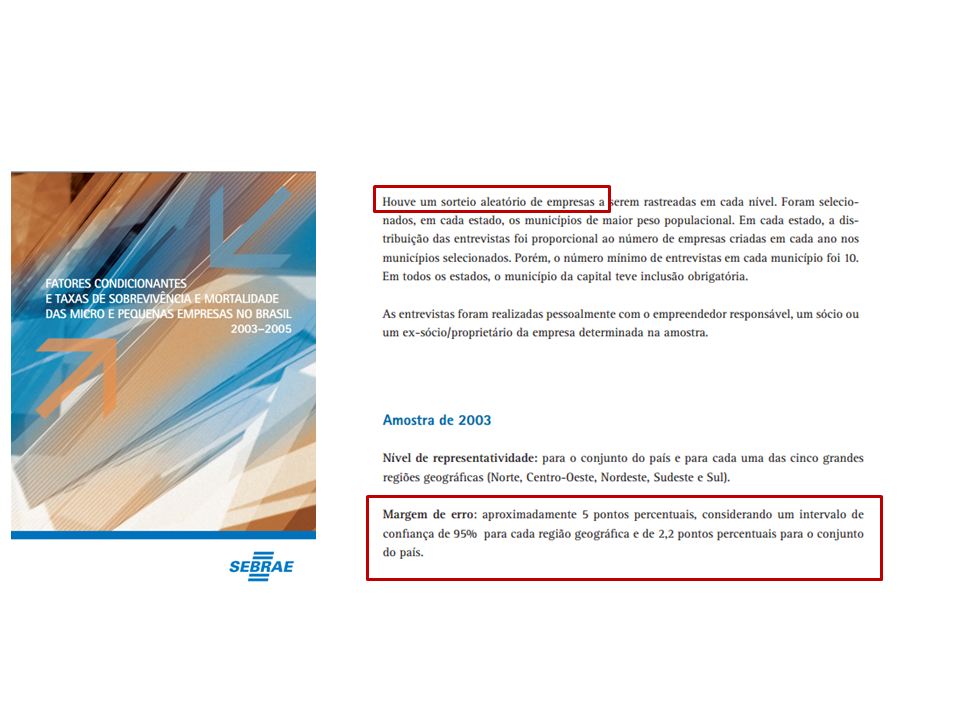 FATORES CONDICIONANTES
E TAXAS DE SOBREVIVÊNCIA E MORTALIDADE
DAS MICRO E PEQUENAS EMPRESAS NO BRASIL
2003–2005
SEBRAE
Houve um sorteio aleatório de empresas a serem rastreadas em cada nível. Foram selecio-
nados, em cada estado, os municípios de maior peso populacional. Em cada estado, a dis-
tribuição das entrevistas foi proporcional ao número de empresas criadas em cada ano nos
municípios selecionados. Porém, o número mínimo de entrevistas em cada município foi 10.
Em todos os estados, o município da capital teve inclusão obrigatória.
As entrevistas foram realizadas pessoalmente com o empreendedor responsável, um sócio ou
um ex-sócio/proprietário da empresa determinada na amostra.
Amostra de 2003
Nível de representatividade: para o conjunto do país e para cada uma das cinco grandes
regiões geográficas (Norte, Centro-Oeste, Nordeste, Sudeste e Sul).
Margem de erro: aproximadamente 5 pontos percentuais, considerando um intervalo de
confiança de 95% para cada região geográfica e de 2,2 pontos percentuais para o conjunto
do país.